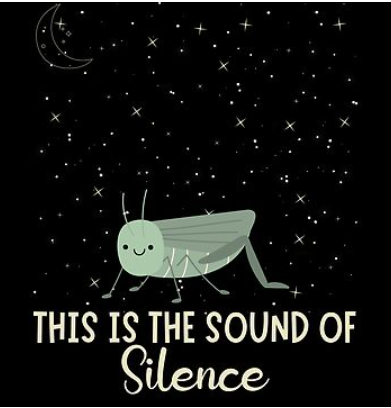 THIS IS THE SOUND OF
Silence